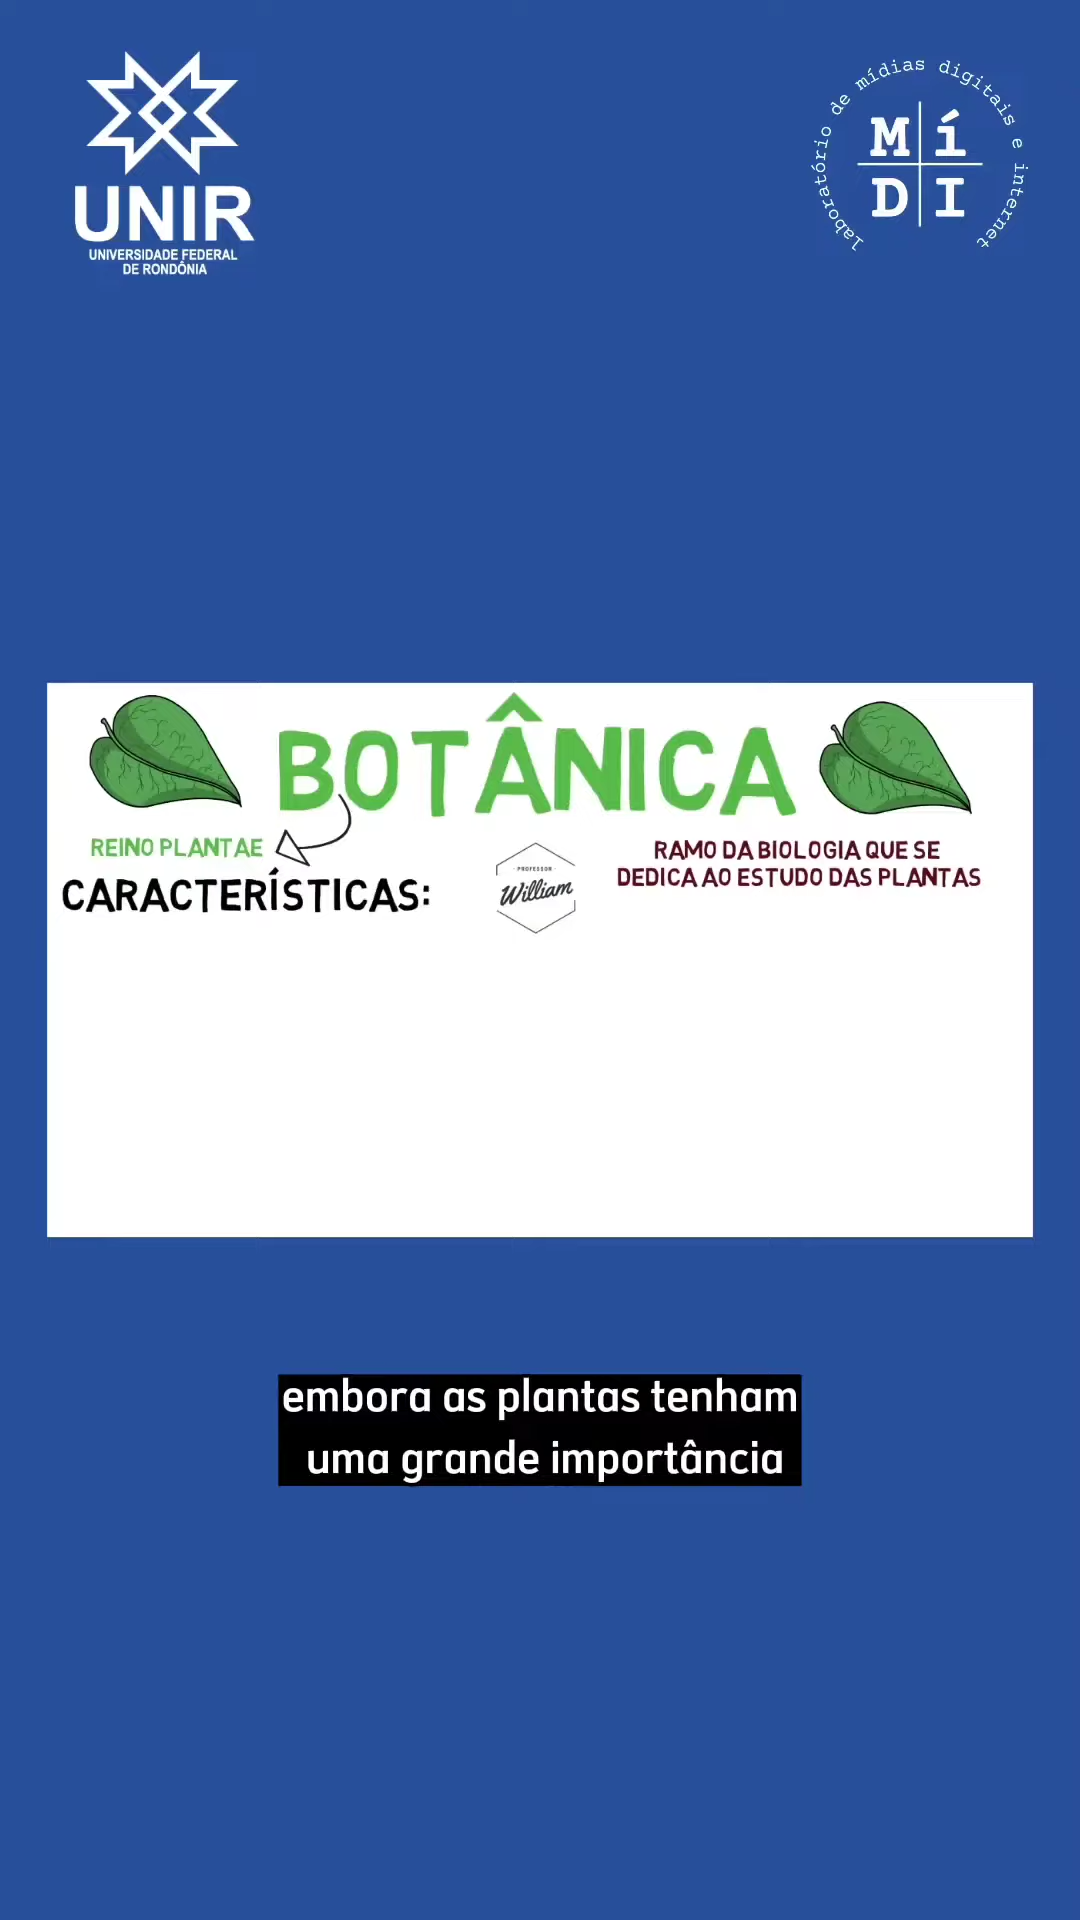 UNIR
UNIVERSIDADE FEDERAL
DE RONDÔNIA
laboratório de mídias digitais e internet
Mí
DI
BOTÂNICA
REINO PLANTAE
CARACTERÍSTICAS:
PROFESSOR
William
RAMO DA BIOLOGIA QUE SE
DEDICA AO ESTUDO DAS PLANTAS
embora as plantas tenham
uma grande importância